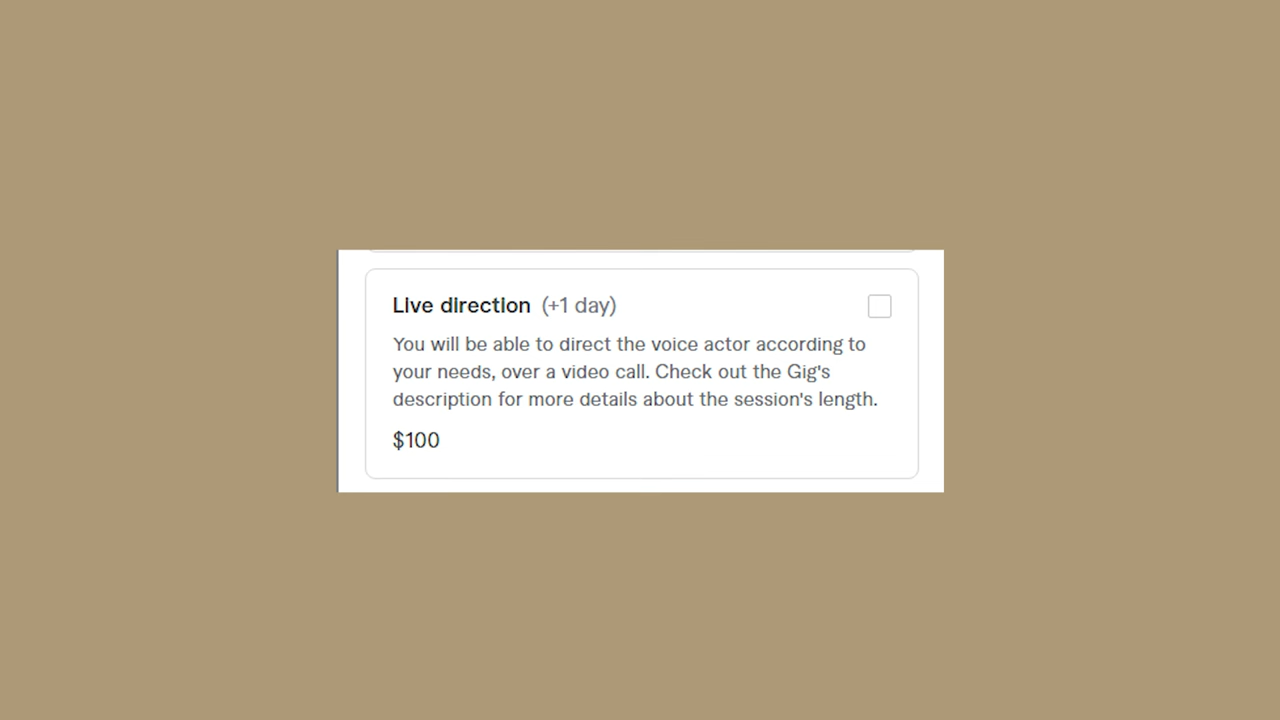 Live direction (+1 day)
You will be able to direct the voice actor according to
your needs, over a video call. Check out the Gig's
description for more details about the session's length.
$100